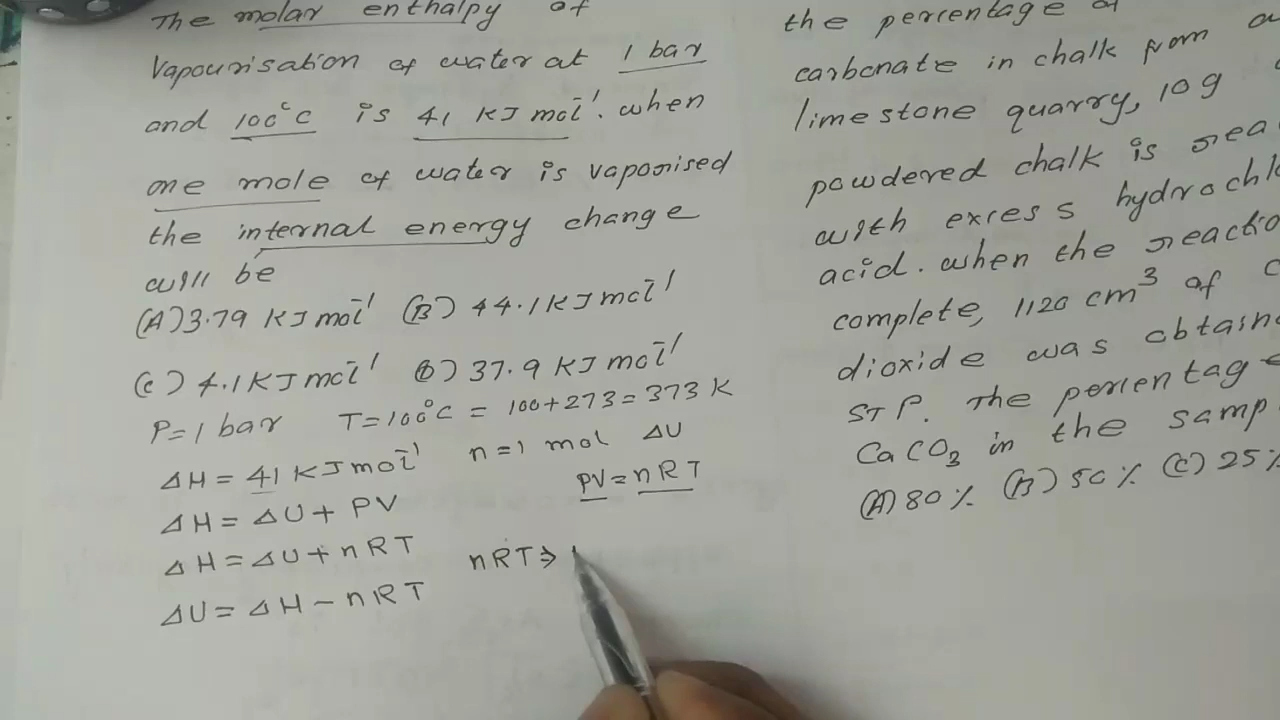 The molar enthalpy of
Vapourisation of water at 1 bar
and 100°C is 41 KJ mol⁻¹. when
one mole of water is vaporised
the internal energy change
will be
(A) 3.79 KJ mol⁻¹ (B) 44.1 KJ mol⁻¹
(C) 4.1 KJ mol⁻¹ (D) 37.9 KJ mol⁻¹
P=1 bar T=100°C = 100+273 = 373 K
ΔH = 41 KJ mol⁻¹ n=1 mol ΔU
ΔH = ΔU + PV PV = nRT
ΔH = ΔU + nRT nRT ⇒
ΔU = ΔH - nRT
the percentage
carbonate in chalk from
limestone quarry, 10g
powdered chalk is
with excess
acid. when the
complete, 1120 cm³ of
dioxide was
STP. The
CaCO₃ in the
(A) 80% (B) 50% (C) 25%